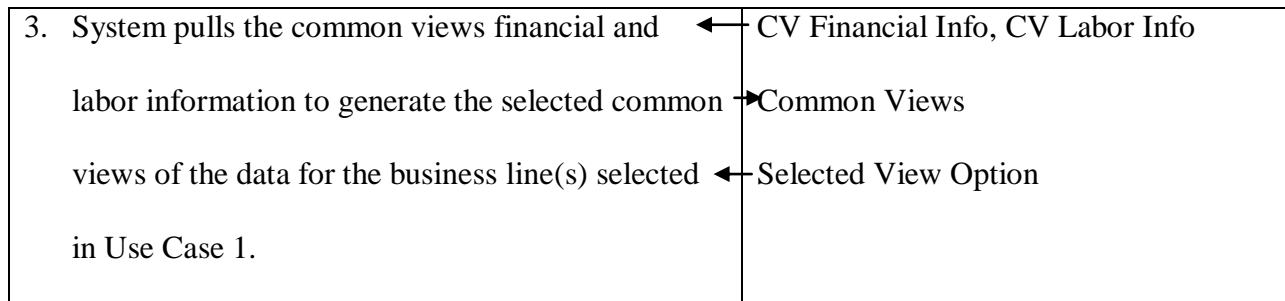 3. System pulls the common views financial and CV Financial Info, CV Labor Info
labor information to generate the selected common Common Views
views of the data for the business line(s) selected Selected View Option
in Use Case 1.